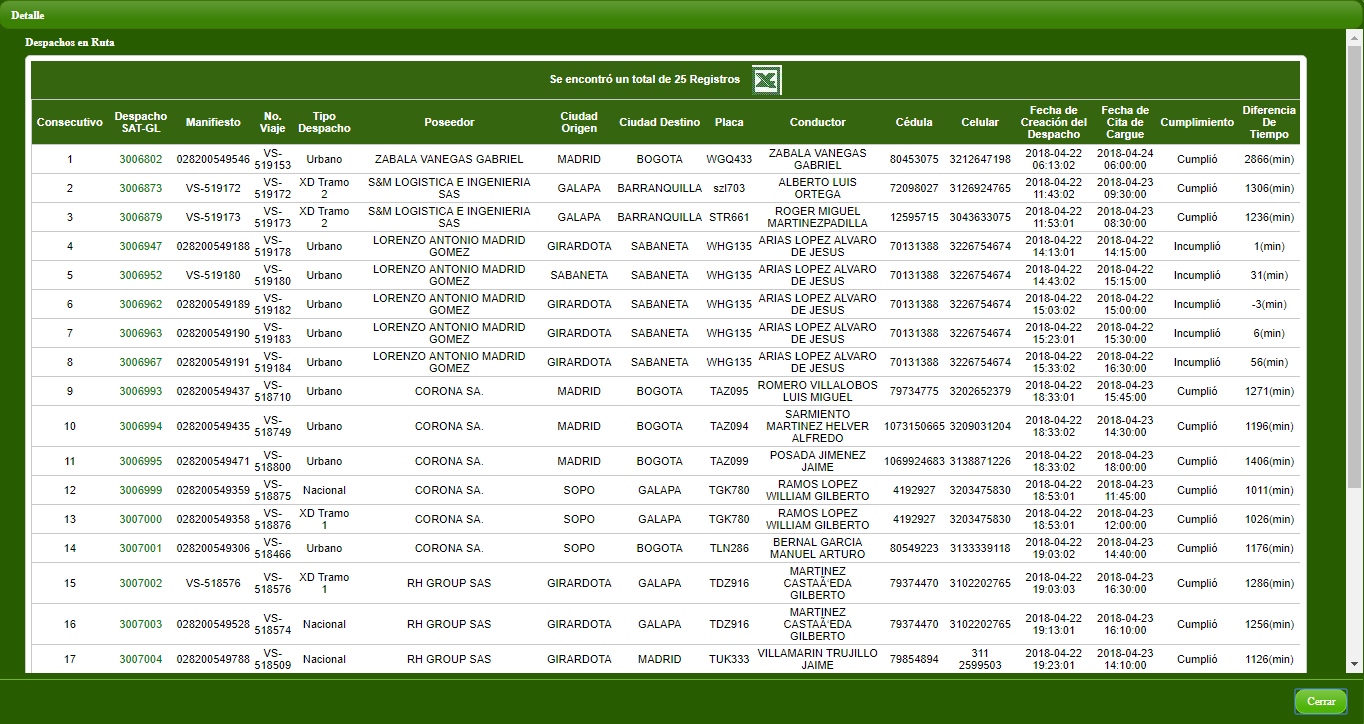 Detalle
Despachos en Ruta
Se encontró un total de 25 Registros
Consecutivo Despacho SAT-GL Manifiesto No. Viaje Tipo Despacho Poseedor Ciudad Origen Ciudad Destino Placa Conductor Cédula Celular Fecha de Creación del Despacho Fecha de Cita de Cargue Cumplimiento Diferencia De Tiempo
1 3006802 028200549546 VS-519153 Urbano ZABALA VANEGAS GABRIEL MADRID BOGOTA WGQ433 ZABALA VANEGAS GABRIEL 80453075 3212647198 2018-04-22 06:13:02 2018-04-24 06:00:00 Cumplió 2866(min)
2 3006873 VS-519172 VS-519172 XD Tramo 2 S&M LOGISTICA E INGENIERIA SAS GALAPA BARRANQUILLA szl703 ALBERTO LUIS ORTEGA 72098027 3126924765 2018-04-22 11:43:02 2018-04-23 09:30:00 Cumplió 1306(min)
3 3006879 VS-519173 VS-519173 XD Tramo 2 S&M LOGISTICA E INGENIERIA SAS GALAPA BARRANQUILLA STR661 ROGER MIGUEL MARTINEZPADILLA 12595715 3043633075 2018-04-22 11:53:01 2018-04-23 08:30:00 Cumplió 1236(min)
4 3006947 028200549188 VS-519178 Urbano LORENZO ANTONIO MADRID GOMEZ GIRARDOTA SABANETA WHG135 ARIAS LOPEZ ALVARO DE JESUS 70131388 3226754674 2018-04-22 14:13:01 2018-04-22 14:15:00 Incumplió 1(min)
5 3006952 VS-519180 VS-519180 Urbano LORENZO ANTONIO MADRID GOMEZ SABANETA SABANETA WHG135 ARIAS LOPEZ ALVARO DE JESUS 70131388 3226754674 2018-04-22 14:43:02 2018-04-22 15:15:00 Incumplió 31(min)
6 3006962 028200549189 VS-519182 Urbano LORENZO ANTONIO MADRID GOMEZ GIRARDOTA SABANETA WHG135 ARIAS LOPEZ ALVARO DE JESUS 70131388 3226754674 2018-04-22 15:03:02 2018-04-22 15:00:00 Incumplió -3(min)
7 3006963 028200549190 VS-519183 Urbano LORENZO ANTONIO MADRID GOMEZ GIRARDOTA SABANETA WHG135 ARIAS LOPEZ ALVARO DE JESUS 70131388 3226754674 2018-04-22 15:23:01 2018-04-22 15:30:00 Incumplió 6(min)
8 3006967 028200549191 VS-519184 Urbano LORENZO ANTONIO MADRID GOMEZ GIRARDOTA SABANETA WHG135 ARIAS LOPEZ ALVARO DE JESUS 70131388 3226754674 2018-04-22 15:33:02 2018-04-22 16:30:00 Incumplió 56(min)
9 3006993 028200549437 VS-518710 Urbano CORONA SA. MADRID BOGOTA TAZ095 ROMERO VILLALOBOS LUIS MIGUEL 79734775 3202652379 2018-04-22 18:33:01 2018-04-23 15:45:00 Cumplió 1271(min)
10 3006994 028200549435 VS-518749 Urbano CORONA SA. MADRID BOGOTA TAZ094 SARMIENTO MARTINEZ HELVER ALFREDO 1073150665 3209031204 2018-04-22 18:33:02 2018-04-23 14:30:00 Cumplió 1196(min)
11 3006995 028200549471 VS-518800 Urbano CORONA SA. MADRID BOGOTA TAZ099 POSADA JIMENEZ JAIME 1069924683 3138871226 2018-04-22 18:33:02 2018-04-23 18:00:00 Cumplió 1406(min)
12 3006999 028200549359 VS-518875 Nacional CORONA SA. SOPO GALAPA TGK780 RAMOS LOPEZ WILLIAM GILBERTO 4192927 3203475830 2018-04-22 18:53:01 2018-04-23 11:45:00 Cumplió 1011(min)
13 3007000 028200549358 VS-518876 XD Tramo 1 CORONA SA. SOPO GALAPA TGK780 RAMOS LOPEZ WILLIAM GILBERTO 4192927 3203475830 2018-04-22 18:53:01 2018-04-23 12:00:00 Cumplió 1026(min)
14 3007001 028200549306 VS-518466 Urbano CORONA SA. SOPO BOGOTA TLN286 BERNAL GARCIA MANUEL ARTURO 80549223 3133339118 2018-04-22 19:03:02 2018-04-23 14:40:00 Cumplió 1176(min)
15 3007002 VS-518576 VS-518576 XD Tramo 1 RH GROUP SAS GIRARDOTA GALAPA TDZ916 MARTINEZ CASTAÃ‘EDA GILBERTO 79374470 3102202765 2018-04-22 19:03:03 2018-04-23 16:30:00 Cumplió 1286(min)
16 3007003 028200549528 VS-518574 Nacional RH GROUP SAS GIRARDOTA GALAPA TDZ916 MARTINEZ CASTAÃ‘EDA GILBERTO 79374470 3102202765 2018-04-22 19:13:01 2018-04-23 16:10:00 Cumplió 1256(min)
17 3007004 028200549788 VS-518509 Nacional RH GROUP SAS GIRARDOTA MADRID TUK333 VILLAMARIN TRUJILLO JAIME 79854894 311 2599503 2018-04-22 19:23:01 2018-04-23 14:10:00 Cumplió 1126(min)
Cerrar